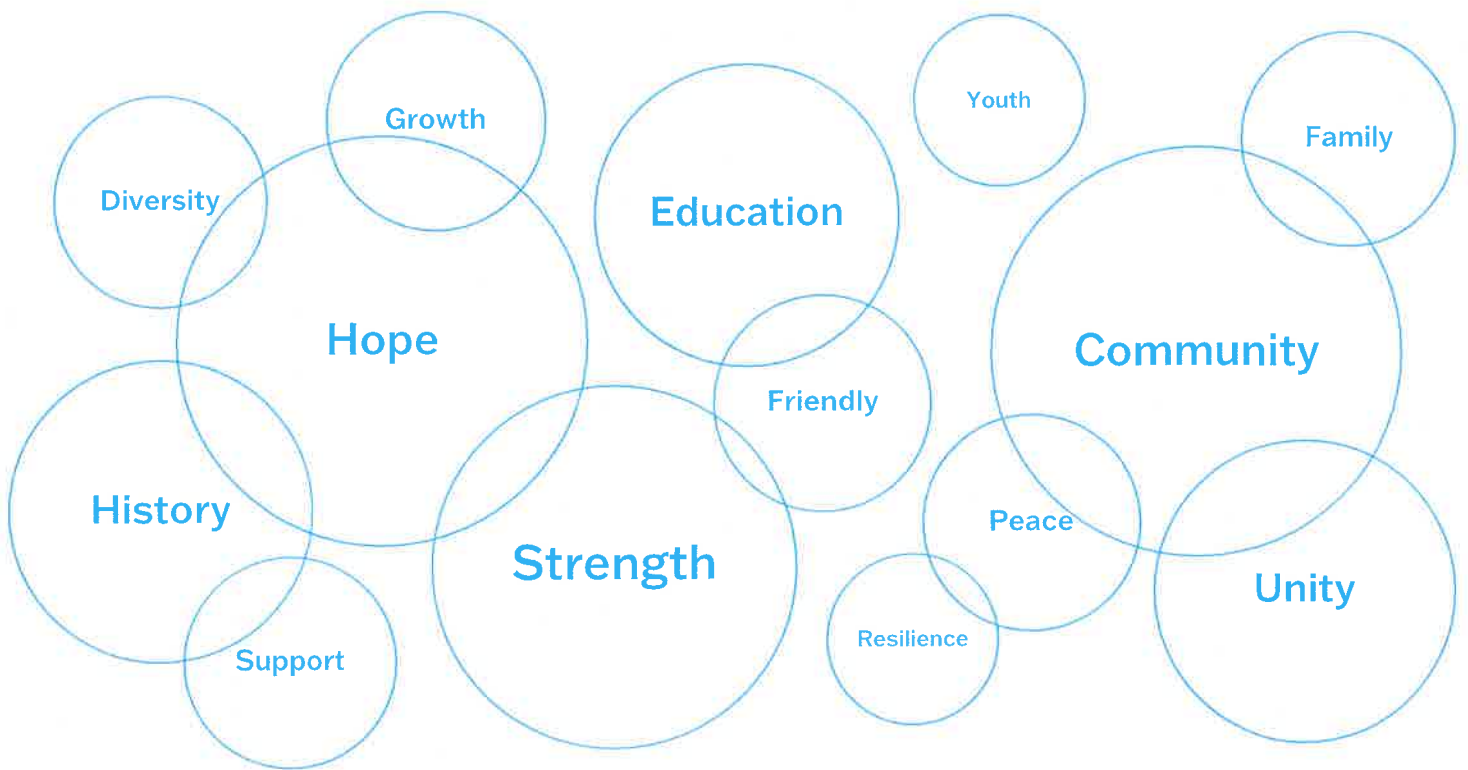 Growth
Youth
Family
Diversity
Education
Hope
Community
Friendly
History
Peace
Strength
Unity
Resilience
Support